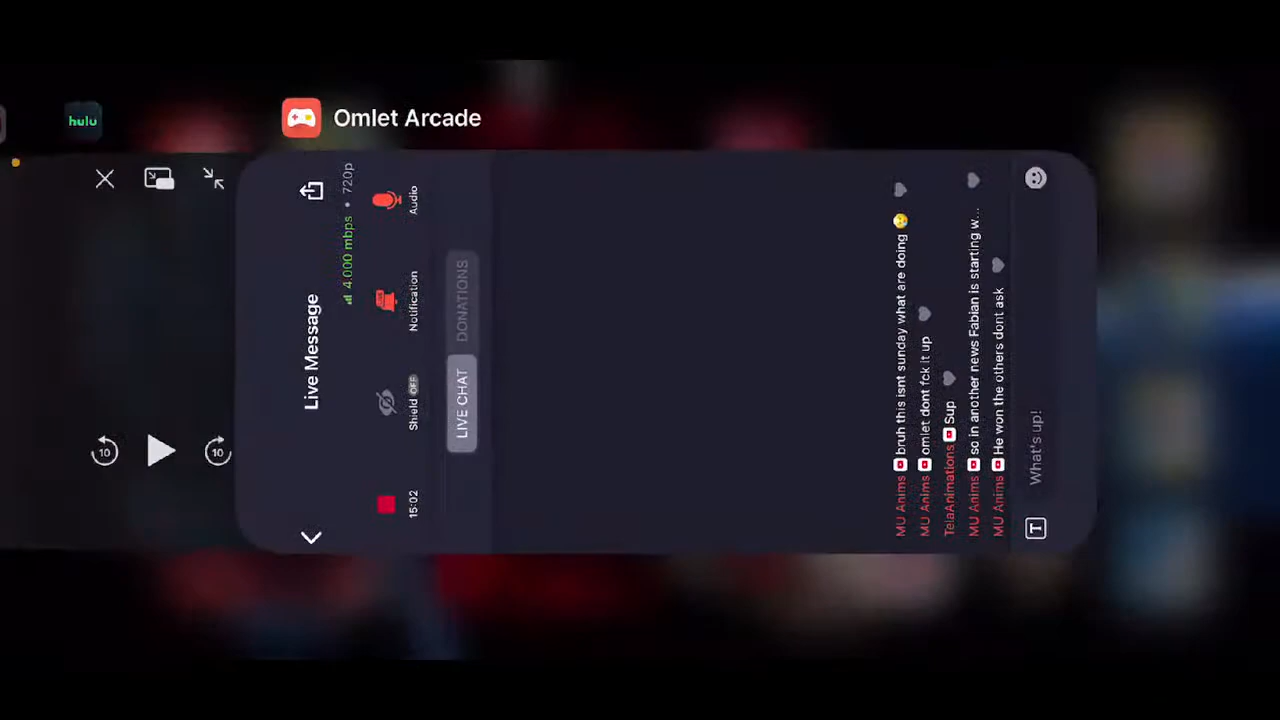 hulu
Omlet Arcade
10
10
Live Message
4.000 mbps • 720p
15:02
Shield OFF
Notification
Audio
LIVE CHAT
DONATIONS
MU Anims bruh this isnt sunday what are doing 😢
MU Anims omlet dont fck it up
TelaAnimations Sup
MU Anims so in another news Fabian is starting w...
MU Anims He won the others dont ask
T
What's up!